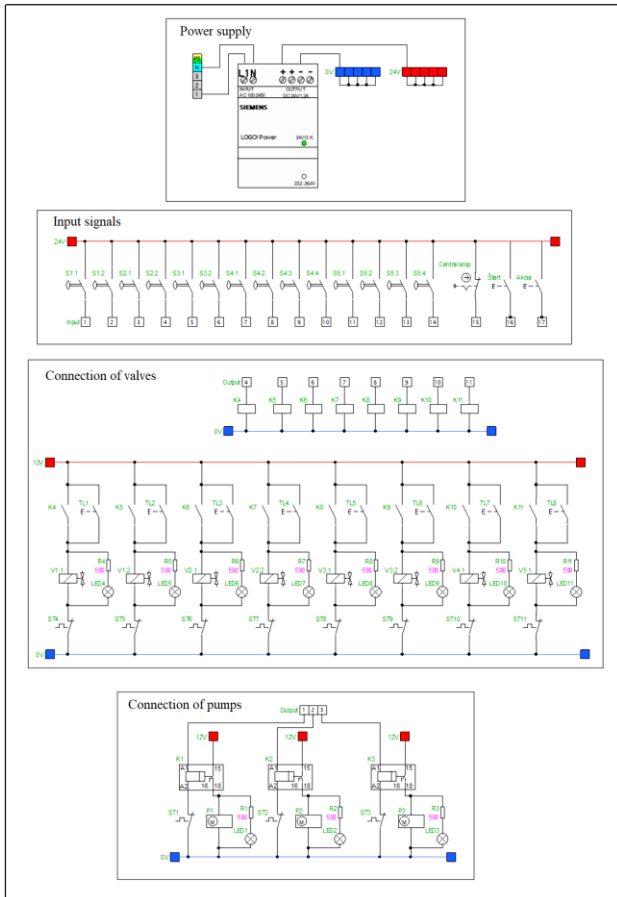 Power supply
PE
N
3
2
1
L1 N
+ + - -
INPUT
AC 100-240V
OUTPUT
DC 24V/1.3A
SIEMENS
LOGO! Power
24V O.K.
0V
24V
Input signals
24V
S1.1 S1.2 S2.1 S2.2 S3.1 S3.2 S4.1 S4.2 S4.3 S4.4 S5.1 S5.2 S5.3 S5.4
Central stop
Štart
Akcia
E E
Input 1 2 3 4 5 6 7 8 9 10 11 12 13 14 15 16 17
Connection of valves
Output 4 5 6 7 8 9 10 11
K4 K5 K6 K7 K8 K9 K10 K11
0V
12V
K4 TL1 K5 TL2 K6 TL3 K7 TL4 K8 TL5 K9 TL6 K10 TL7 K11 TL8
E E E E E E E E
R4 R5 R6 R7 R8 R9 R10 R11
500 500 500 500 500 500 500 500
V1.1 V1.2 V2.1 V2.2 V3.1 V3.2 V4.1 V5.1
LED4 LED5 LED6 LED7 LED8 LED9 LED10 LED11
ST4 ST5 ST6 ST7 ST8 ST9 ST10 ST11
0V
Connection of pumps
Output 1 2 3
12V 12V 12V
K1 K2 K3
A1 15 A1 15 A1 15
A2 16 18 A2 16 18 A2 16 18
ST1 P1 R1 ST2 P2 R2 ST3 P3 R3
500 500 500
M M M
LED1 LED2 LED3
0V